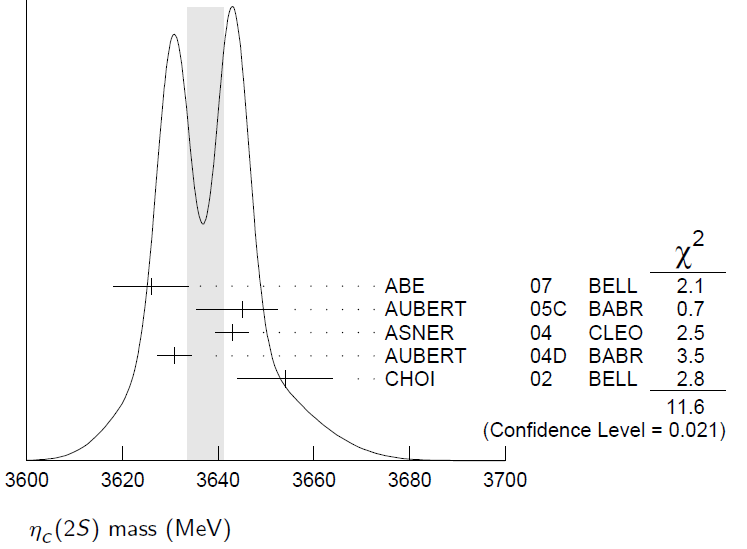 χ²
ABE 07 BELL 2.1
AUBERT 05C BABR 0.7
ASNER 04 CLEO 2.5
AUBERT 04D BABR 3.5
CHOI 02 BELL 2.8
11.6
(Confidence Level = 0.021)
3600 3620 3640 3660 3680 3700
η_c(2S) mass (MeV)